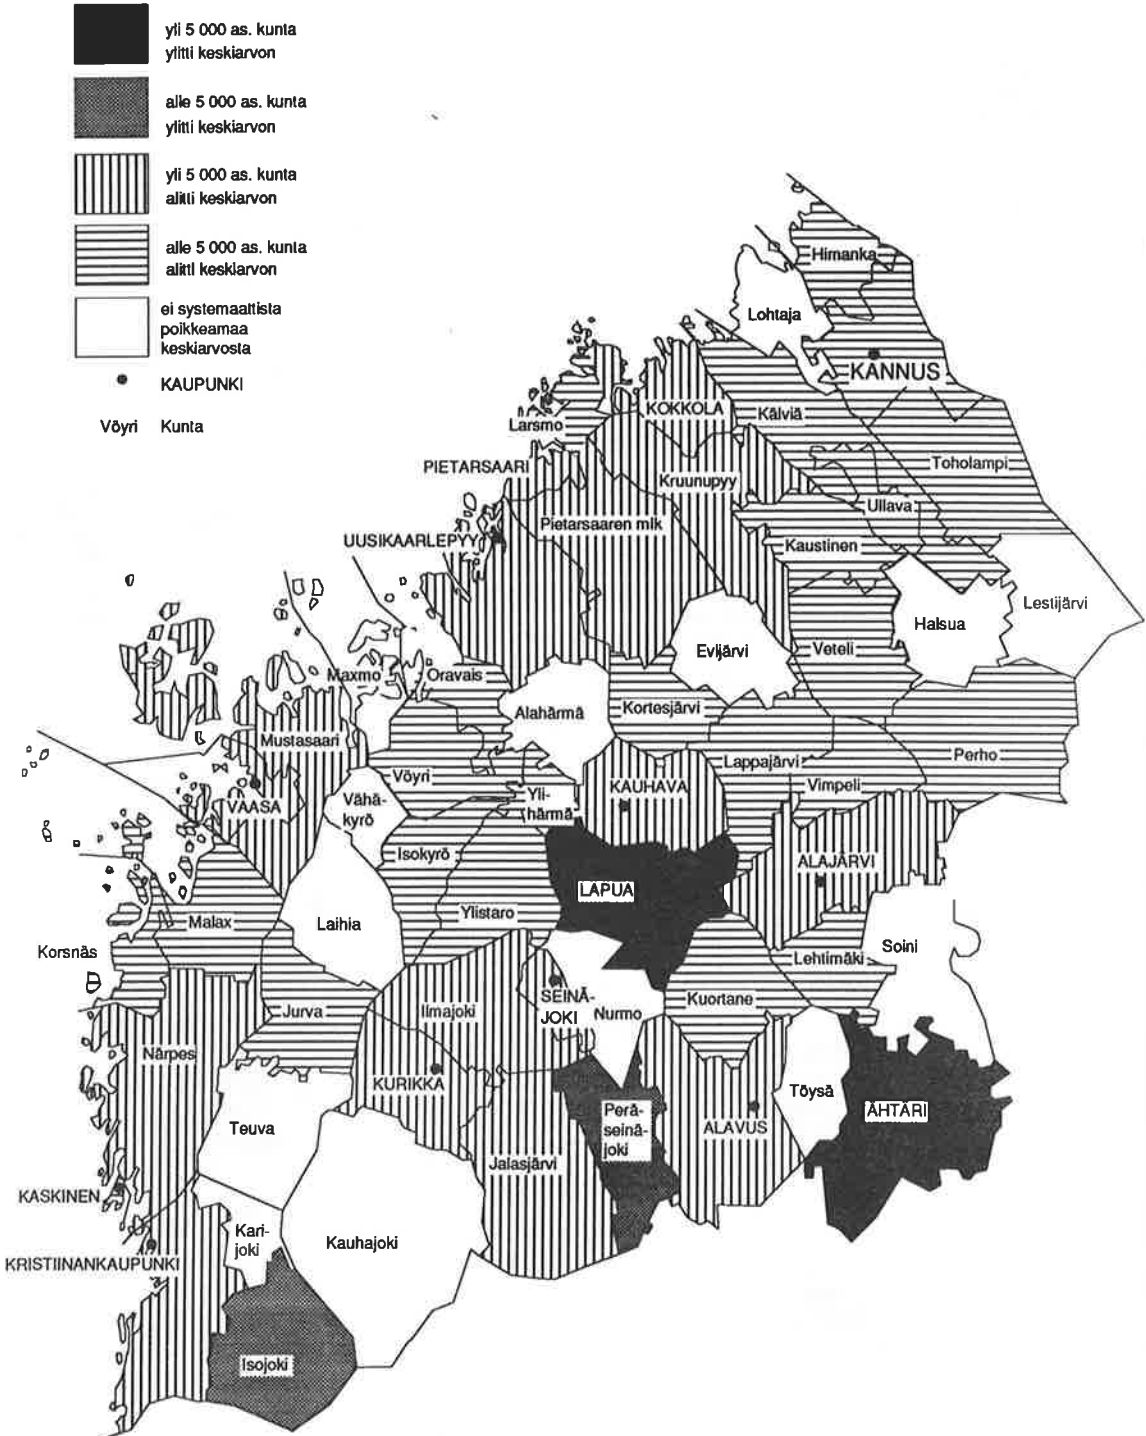 yli 5 000 as. kunta
ylitti keskiarvon
alle 5 000 as. kunta
ylitti keskiarvon
yli 5 000 as. kunta
alitti keskiarvon
alle 5 000 as. kunta
alitti keskiarvon
ei systemaattista
poikkeamaa
keskiarvosta
KAUPUNKI
Vöyri Kunta
Himanka
Lohtaja
KANNUS
KOKKOLA
Kälviä
Larsmo
Toholampi
PIETARSAARI
Kruunupyy
Ullava
Pietarsaaren mlk
UUSIKAARLEPYY
Kaustinen
Lestijärvi
Halsua
Evijärvi
Veteli
Maxmo
Oravais
Alahärmä
Kortesjärvi
Mustasaari
Perho
Lappajärvi
Vöyri
Vimpeli
KAUHAVA
Yli-
härmä
VAASA
Vähä-
kyrö
Isokyrö
ALAJÄRVI
LAPUA
Malax
Laihia
Ylistaro
Korsnäs
Soini
Lehtimäki
SEINÄ-
JOKI
Nurmo
Kuortane
Jurva
Ilmajoki
Närpes
KURIKKA
Töysä
Perä-
seinä-
joki
ÄHTÄRI
Teuva
ALAVUS
Jalasjärvi
KASKINEN
Kari-
joki
Kauhajoki
KRISTIINANKAUPUNKI
Isojoki